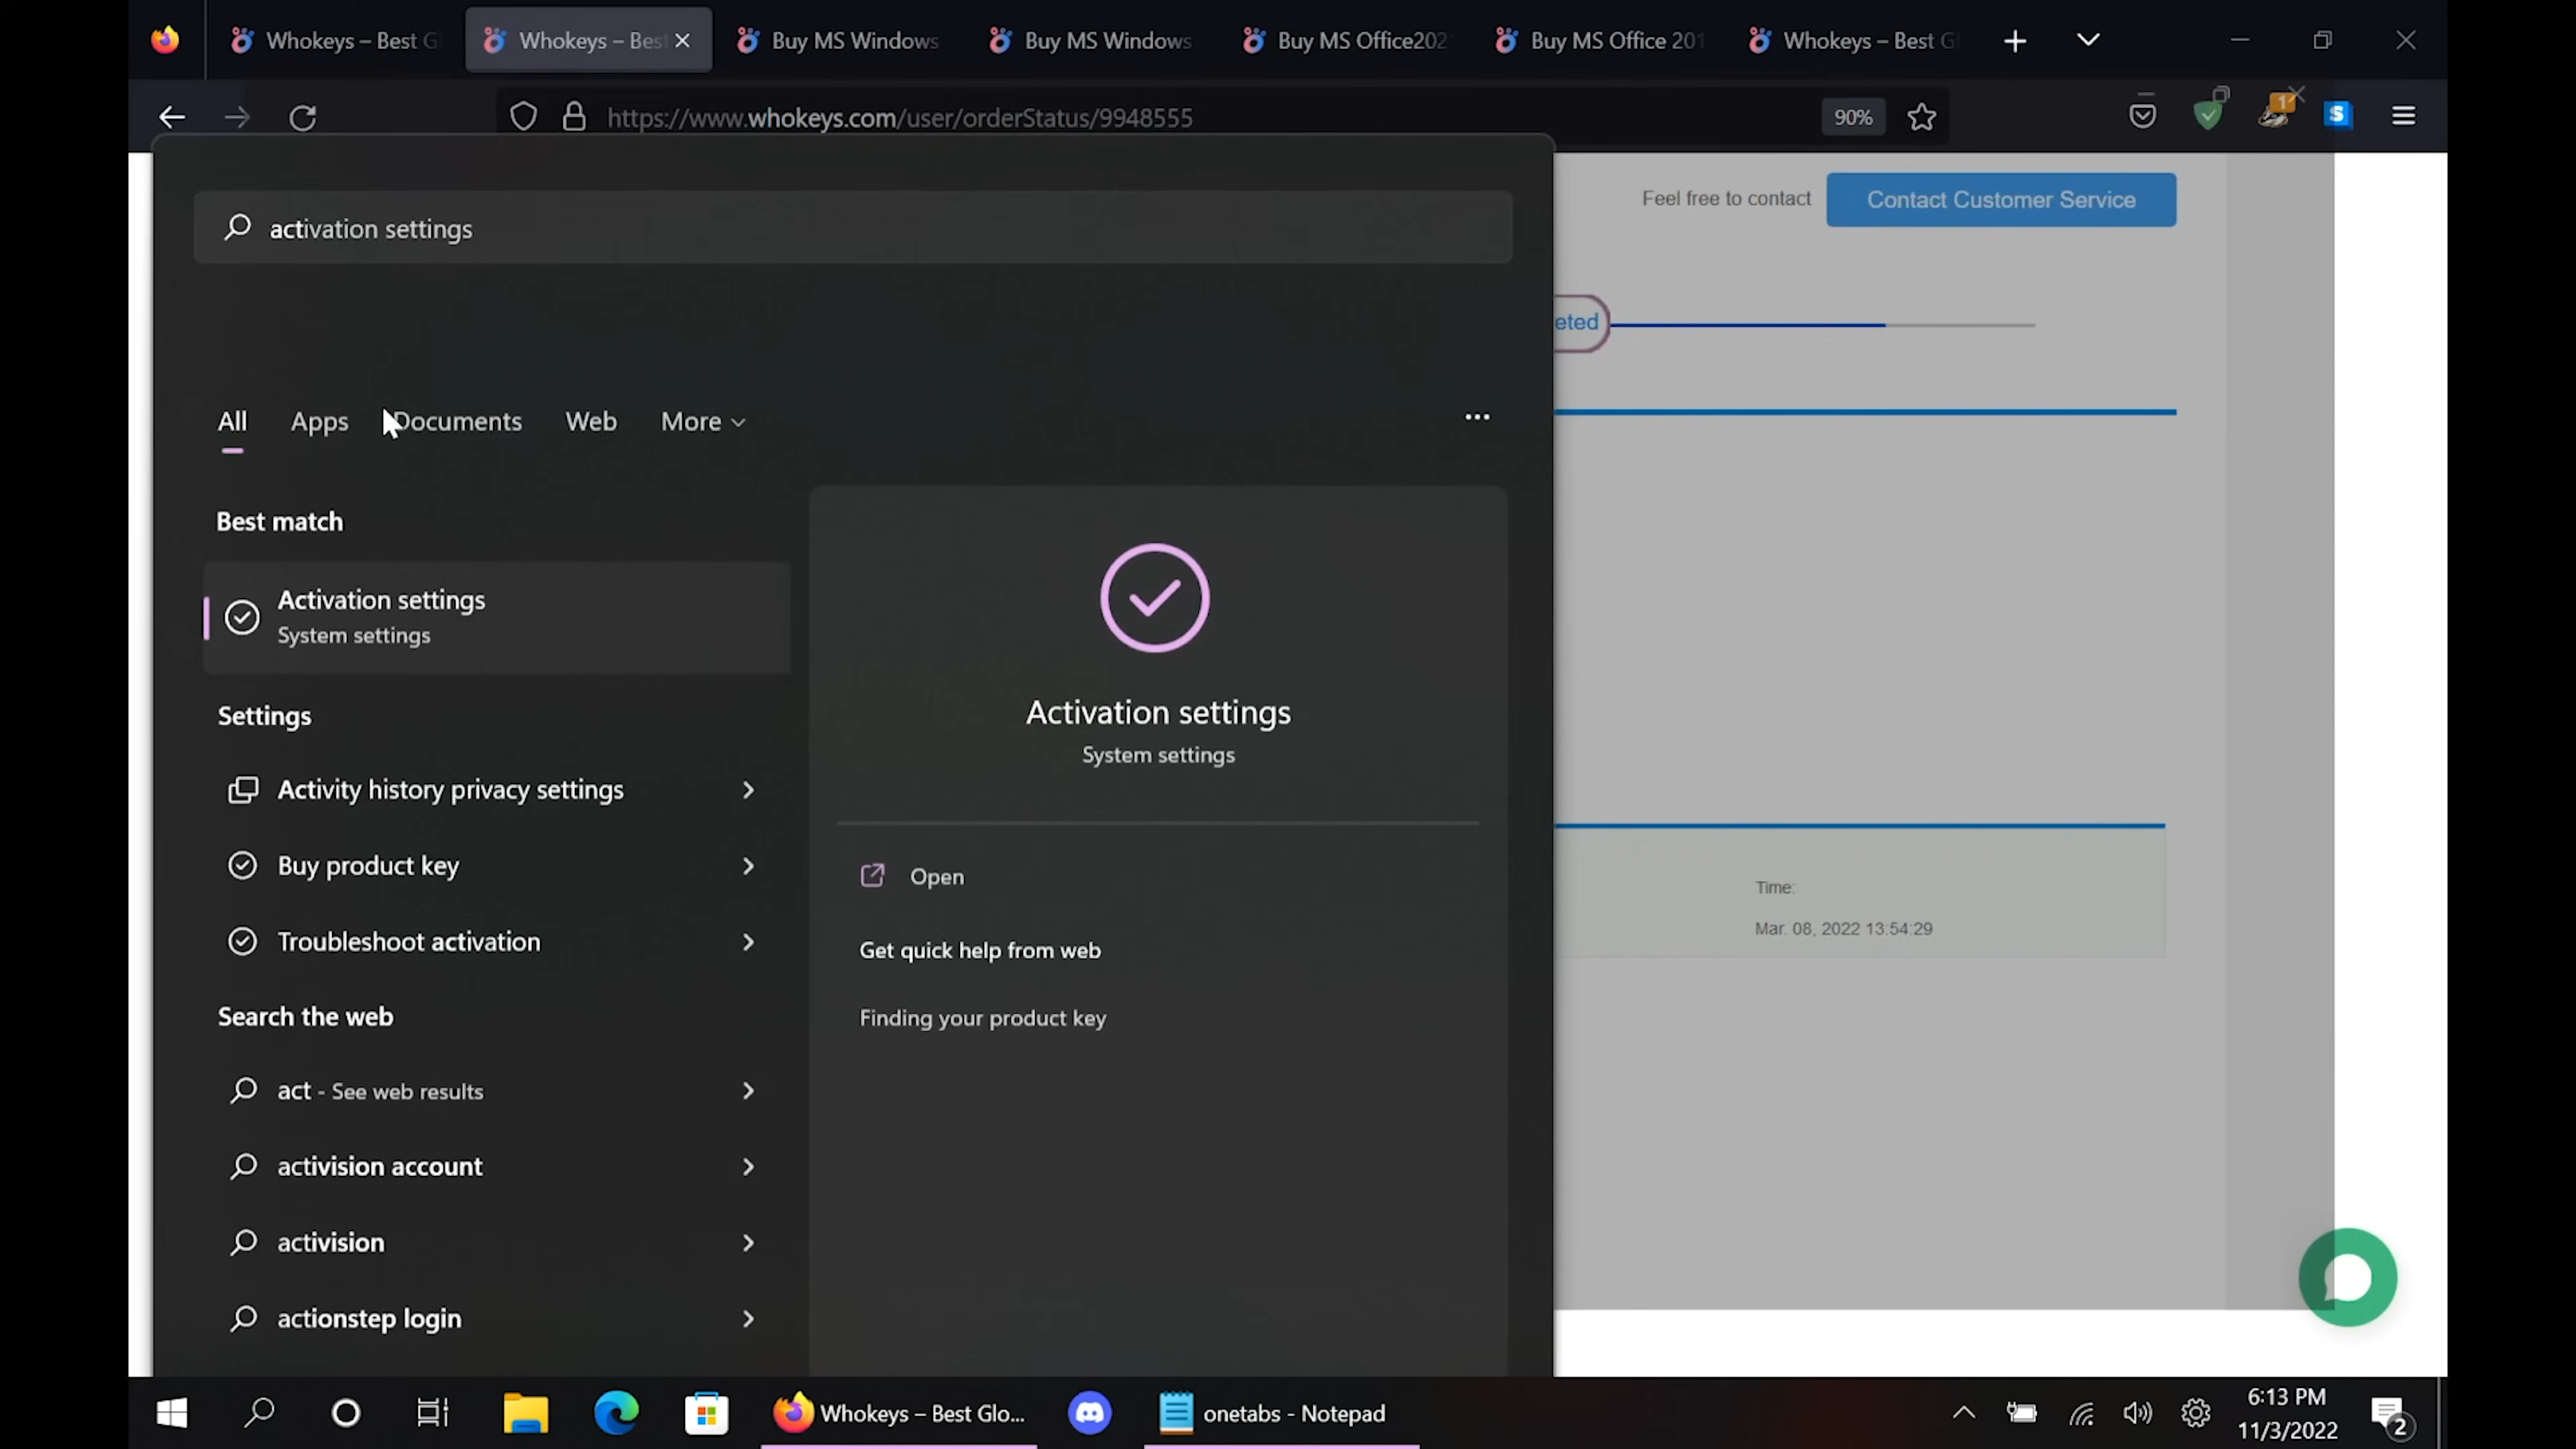 Whokeys – Best G
Whokeys – Best
Buy MS Windows
Buy MS Windows
Buy MS Office202
Buy MS Office 201
Whokeys – Best G
https://www.whokeys.com/user/orderStatus/9948555
90%
1
S
Feel free to contact
Contact Customer Service
activation settings
eted
All
Apps
Documents
Web
More
Best match
Activation settings
System settings
Settings
Activity history privacy settings
Buy product key
Troubleshoot activation
Search the web
act - See web results
activision account
activision
actionstep login
Activation settings
System settings
Open
Get quick help from web
Finding your product key
Time:
Mar. 08, 2022 13:54:29
Whokeys – Best Glo...
onetabs - Notepad
6:13 PM
11/3/2022
2